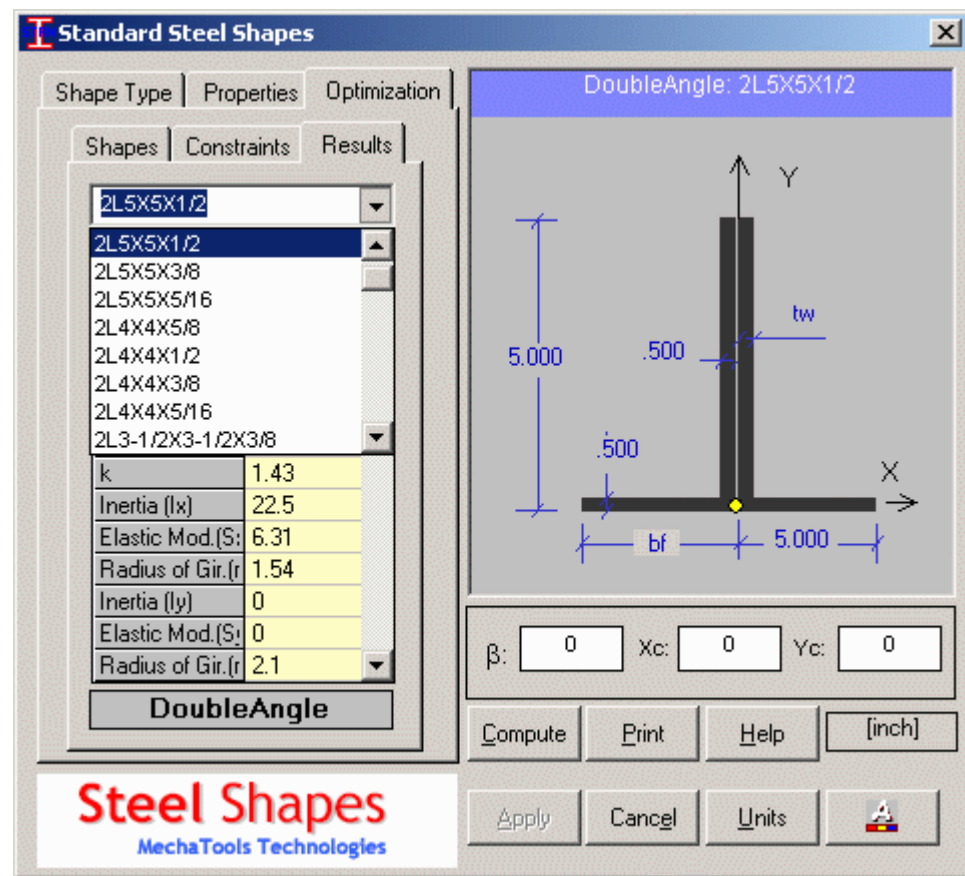 Standard Steel Shapes
Shape Type Properties Optimization
Shapes Constraints Results
2L5X5X1/2
2L5X5X1/2
2L5X5X3/8
2L5X5X5/16
2L4X4X5/8
2L4X4X1/2
2L4X4X3/8
2L4X4X5/16
2L3-1/2X3-1/2X3/8
k 1.43
Inertia (Ix) 22.5
Elastic Mod.(S: 6.31
Radius of Gir.(r 1.54
Inertia (Iy) 0
Elastic Mod.(S 0
Radius of Gir.(r 2.1
DoubleAngle
Steel Shapes
MechaTools Technologies
DoubleAngle: 2L5X5X1/2
Y
tw
5.000 .500
.500
X
bf 5.000
β: 0 Xc: 0 Yc: 0
Compute Print Help [inch]
Apply Cancel Units A